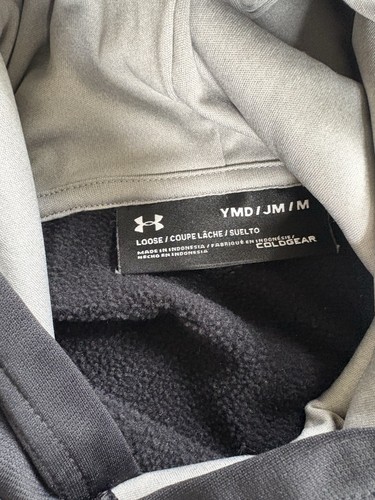 YMD / JM / M
LOOSE / COUPE LÂCHE / SUELTO
MADE IN INDONESIA / FABRIQUÉ EN INDONÉSIE /
HECHO EN INDONESIA
COLDGEAR